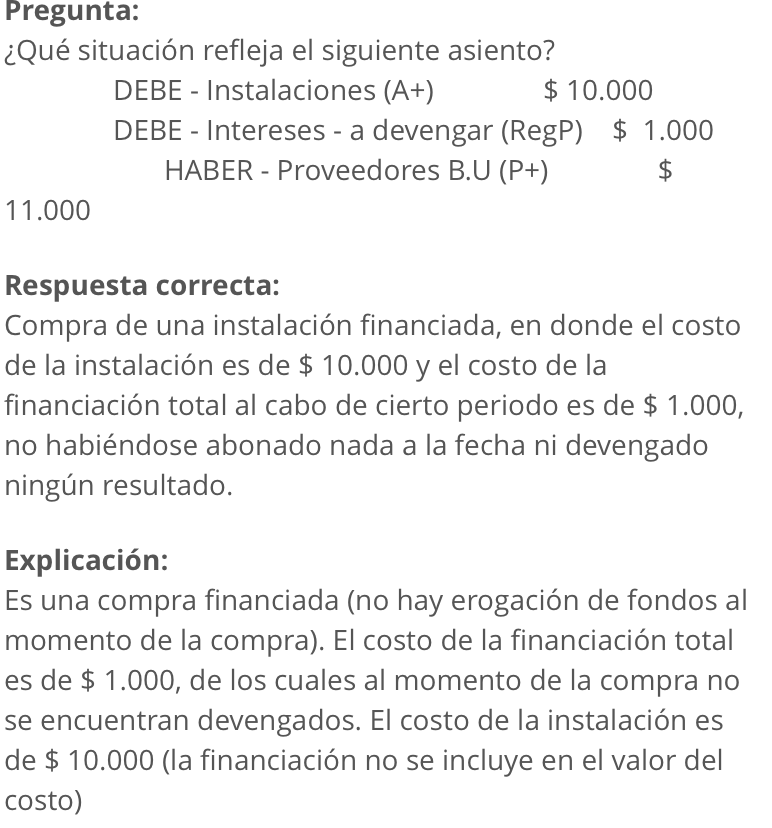 Pregunta:
¿Qué situación refleja el siguiente asiento?
DEBE - Instalaciones (A+) $ 10.000
DEBE - Intereses - a devengar (RegP) $ 1.000
HABER - Proveedores B.U (P+) $
11.000
Respuesta correcta:
Compra de una instalación financiada, en donde el costo
de la instalación es de $ 10.000 y el costo de la
financiación total al cabo de cierto periodo es de $ 1.000,
no habiéndose abonado nada a la fecha ni devengado
ningún resultado.
Explicación:
Es una compra financiada (no hay erogación de fondos al
momento de la compra). El costo de la financiación total
es de $ 1.000, de los cuales al momento de la compra no
se encuentran devengados. El costo de la instalación es
de $ 10.000 (la financiación no se incluye en el valor del
costo)